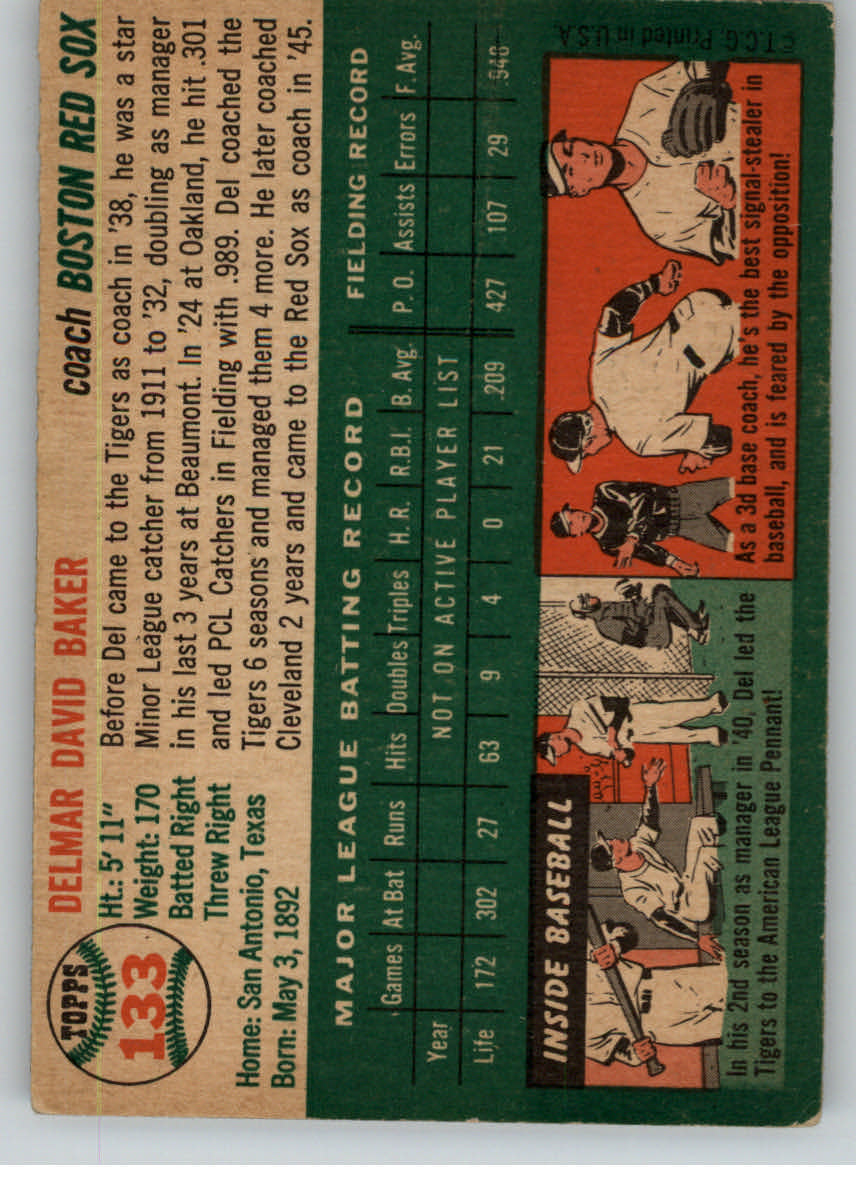 TOPPS
133
DELMAR DAVID BAKER
coach BOSTON RED SOX
Ht.: 5' 11"
Weight: 170
Batted Right
Threw Right
Home: San Antonio, Texas
Born: May 3, 1892
Before Del came to the Tigers as coach in '38, he was a star
Minor League catcher from 1911 to '32, doubling as manager
in his last 3 years at Beaumont. In '24 at Oakland, he hit .301
and led PCL Catchers in Fielding with .989. Del coached the
Tigers 6 seasons and managed them 4 more. He later coached
Cleveland 2 years and came to the Red Sox as coach in '45.
MAJOR LEAGUE BATTING RECORD FIELDING RECORD
Year Games At Bat Runs Hits Doubles Triples H.R. R.B.I. B. Avg. P. O. Assists Errors F. Avg.
NOT ON ACTIVE PLAYER LIST
Life 172 302 27 63 9 4 0 21 .209 427 107 29
INSIDE BASEBALL
In his 2nd season as manager in '40, Del led the
Tigers to the American League Pennant!
As a 3d base coach, he's the best signal-stealer in
baseball, and is feared by the opposition!
©T.C.G. Printed in U.S.A.